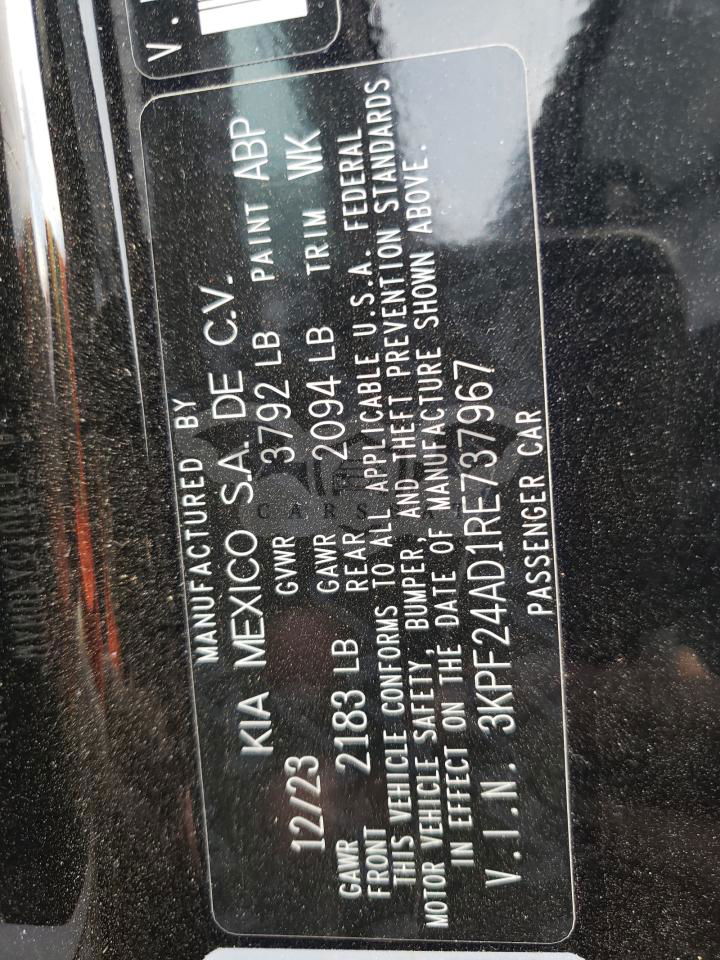 V.I
MANUFACTURED BY
KIA MEXICO S.A. DE C.V.
12/23 GVWR 3792 LB PAINT ABP
GAWR FRONT 2183 LB GAWR REAR 2094 LB TRIM WK
THIS VEHICLE CONFORMS TO ALL APPLICABLE U.S.A. FEDERAL
MOTOR VEHICLE SAFETY, BUMPER, AND THEFT PREVENTION STANDARDS
IN EFFECT ON THE DATE OF MANUFACTURE SHOWN ABOVE.
V.I.N. 3KPF24AD1RE737967
PASSENGER CAR